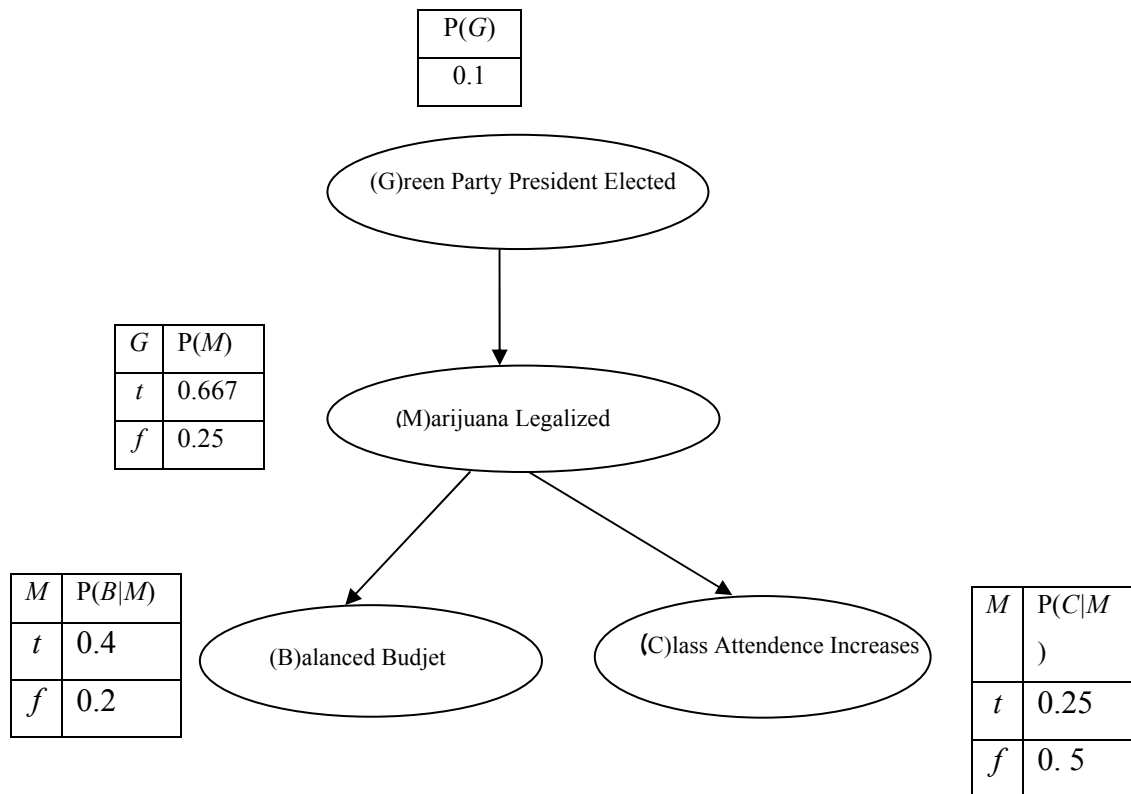 P(G)
0.1
(G)reen Party President Elected
G P(M)
t 0.667
f 0.25
(M)arijuana Legalized
M P(B|M)
t 0.4
f 0.2
(B)alanced Budjet
(C)lass Attendence Increases
M P(C|M
)
t 0.25
f 0. 5